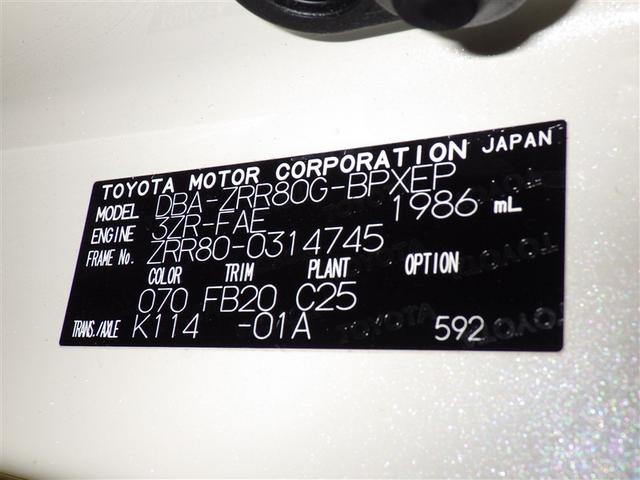 TOYOTA MOTOR CORPORATION JAPAN
MODEL DBA-ZRR80G-BPXEP
ENGINE 3ZR-FAE 1986 mL
FRAME No. ZRR80-0314745
COLOR TRIM PLANT OPTION
070 FB20 C25
TRANS./AXLE K114 -01A 592